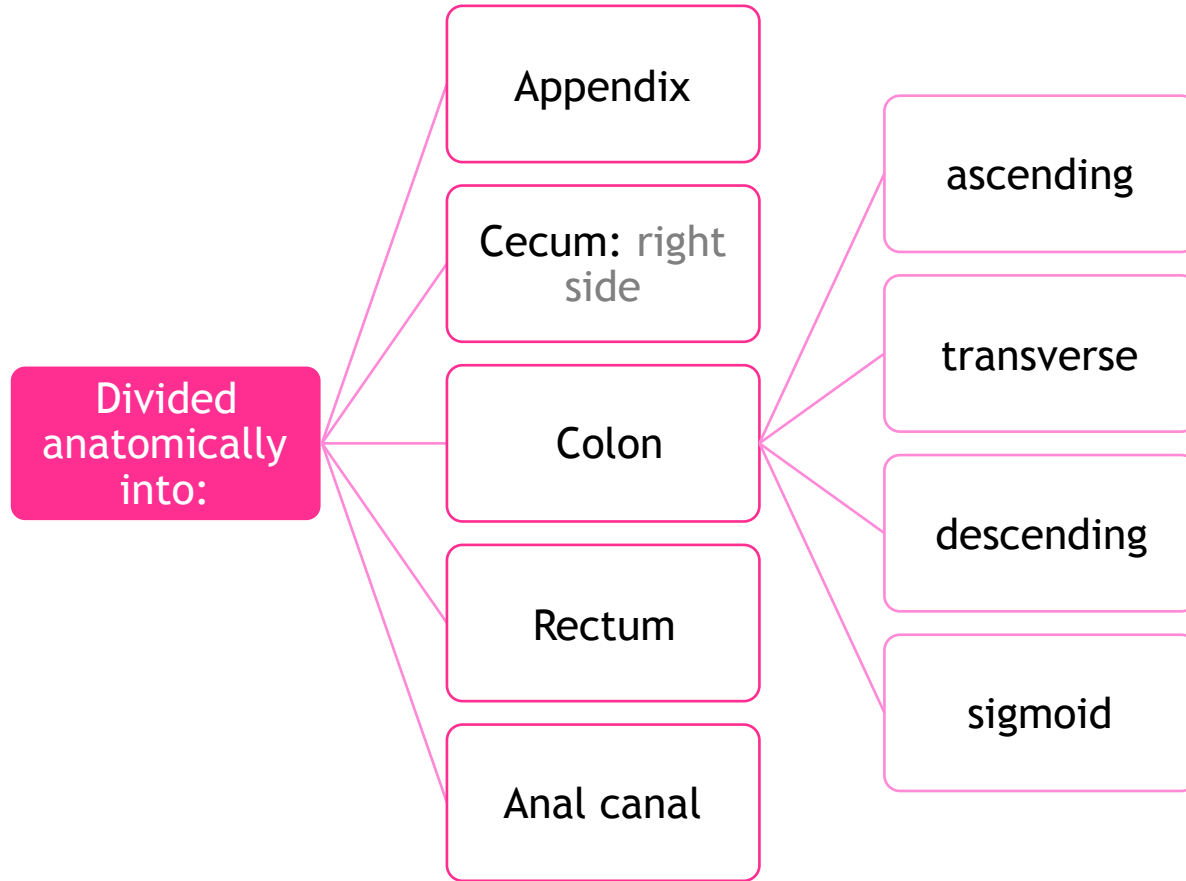 Divided
anatomically
into:
Appendix
Cecum: right
side
Colon
Rectum
Anal canal
ascending
transverse
descending
sigmoid